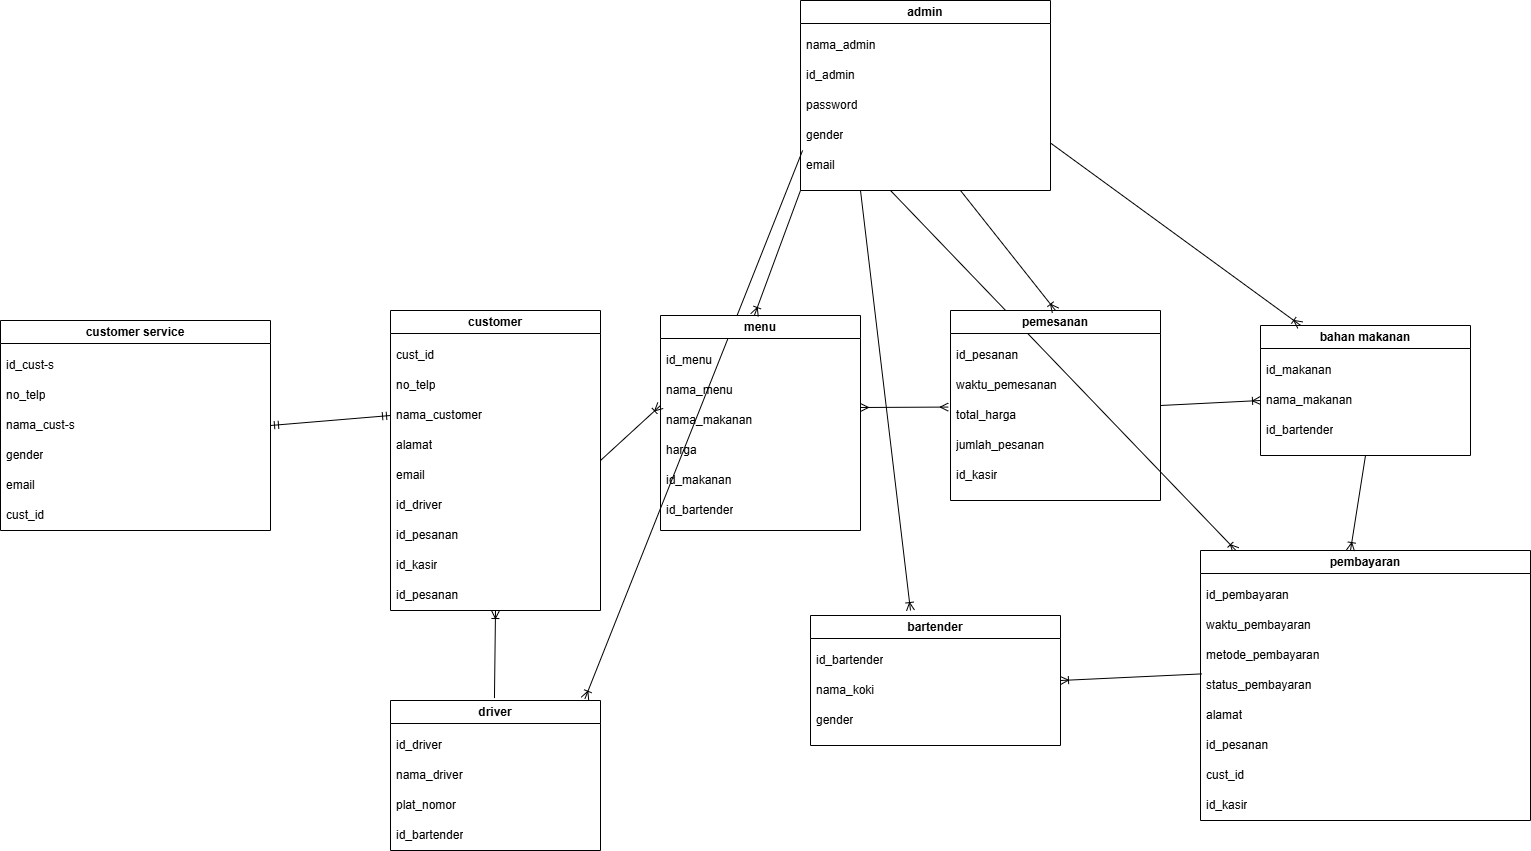 admin
nama_admin
id_admin
password
gender
email
customer service
id_cust-s
no_telp
nama_cust-s
gender
email
cust_id
customer
cust_id
no_telp
nama_customer
alamat
email
id_driver
id_pesanan
id_kasir
id_pesanan
menu
id_menu
nama_menu
nama_makanan
harga
id_makanan
id_bartender
pemesanan
id_pesanan
waktu_pemesanan
total_harga
jumlah_pesanan
id_kasir
bahan makanan
id_makanan
nama_makanan
id_bartender
driver
id_driver
nama_driver
plat_nomor
id_bartender
bartender
id_bartender
nama_koki
gender
pembayaran
id_pembayaran
waktu_pembayaran
metode_pembayaran
status_pembayaran
alamat
id_pesanan
cust_id
id_kasir